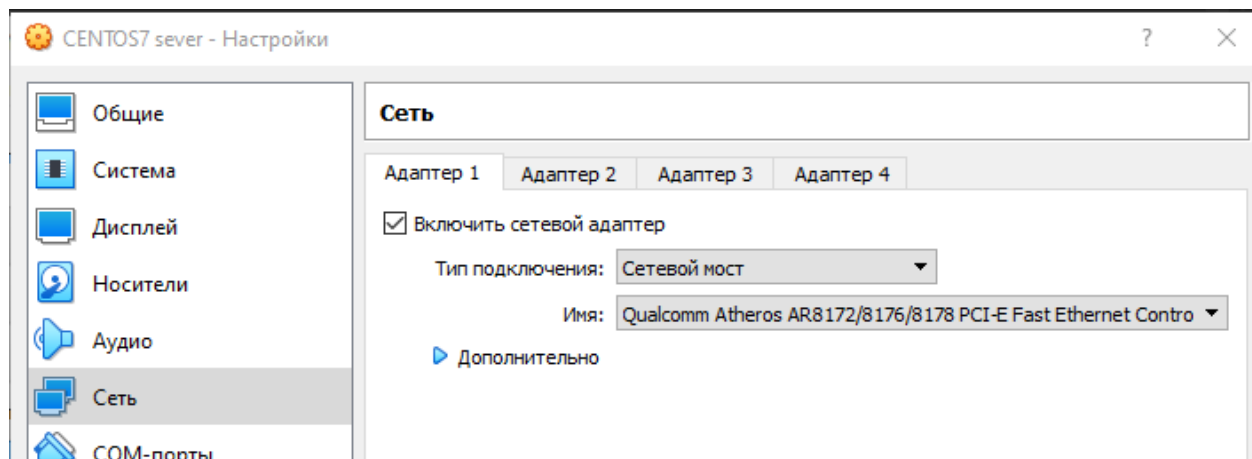 CENTOS7 sever - Настройки
Общие
Система
Дисплей
Носители
Аудио
Сеть
COM-порты
Сеть
Адаптер 1 Адаптер 2 Адаптер 3 Адаптер 4
Включить сетевой адаптер
Тип подключения: Сетевой мост
Имя: Qualcomm Atheros AR8172/8176/8178 PCI-E Fast Ethernet Contro
Дополнительно